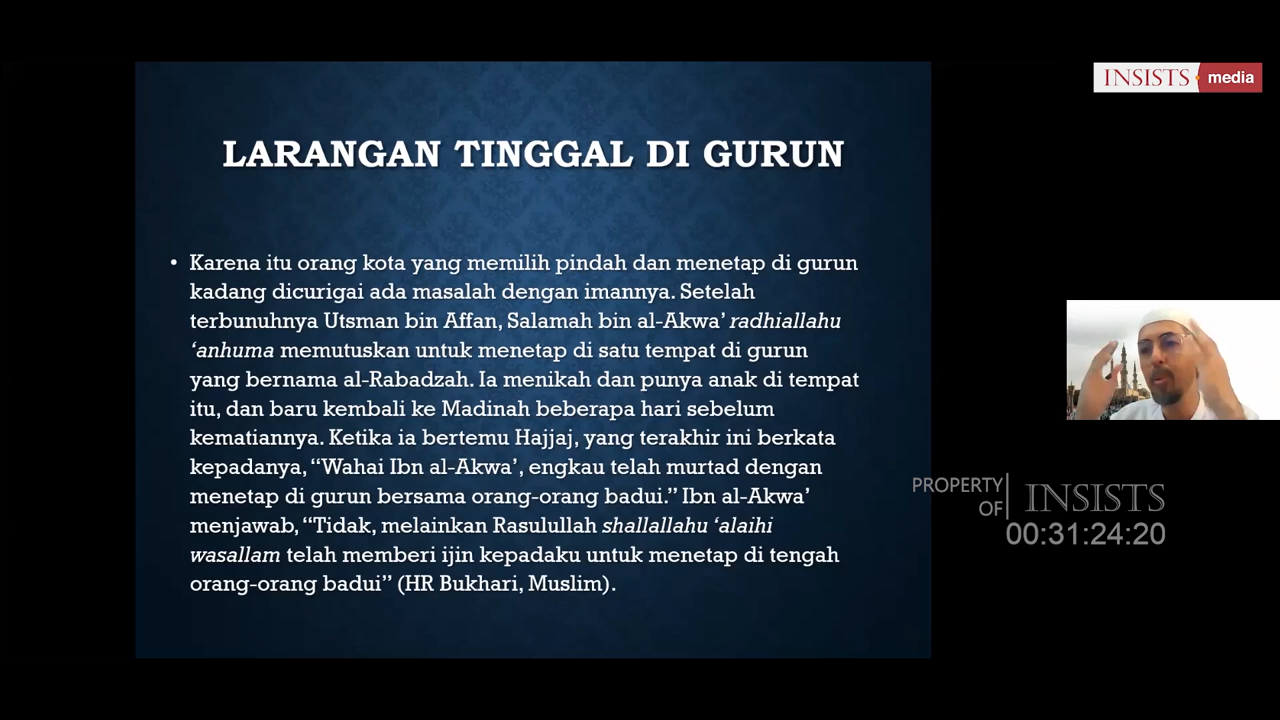 INSISTS media
LARANGAN TINGGAL DI GURUN
• Karena itu orang kota yang memilih pindah dan menetap di gurun
kadang dicurigai ada masalah dengan imannya. Setelah
terbunuhnya Utsman bin Affan, Salamah bin al-Akwa’ radhiallahu
‘anhuma memutuskan untuk menetap di satu tempat di gurun
yang bernama al-Rabadzah. Ia menikah dan punya anak di tempat
itu, dan baru kembali ke Madinah beberapa hari sebelum
kematiannya. Ketika ia bertemu Hajjaj, yang terakhir ini berkata
kepadanya, “Wahai Ibn al-Akwa’, engkau telah murtad dengan
menetap di gurun bersama orang-orang badui.” Ibn al-Akwa’
menjawab, “Tidak, melainkan Rasulullah shallallahu ‘alaihi
wasallam telah memberi ijin kepadaku untuk menetap di tengah
orang-orang badui” (HR Bukhari, Muslim).
PROPERTY
OF
INSISTS
00:31:24:20